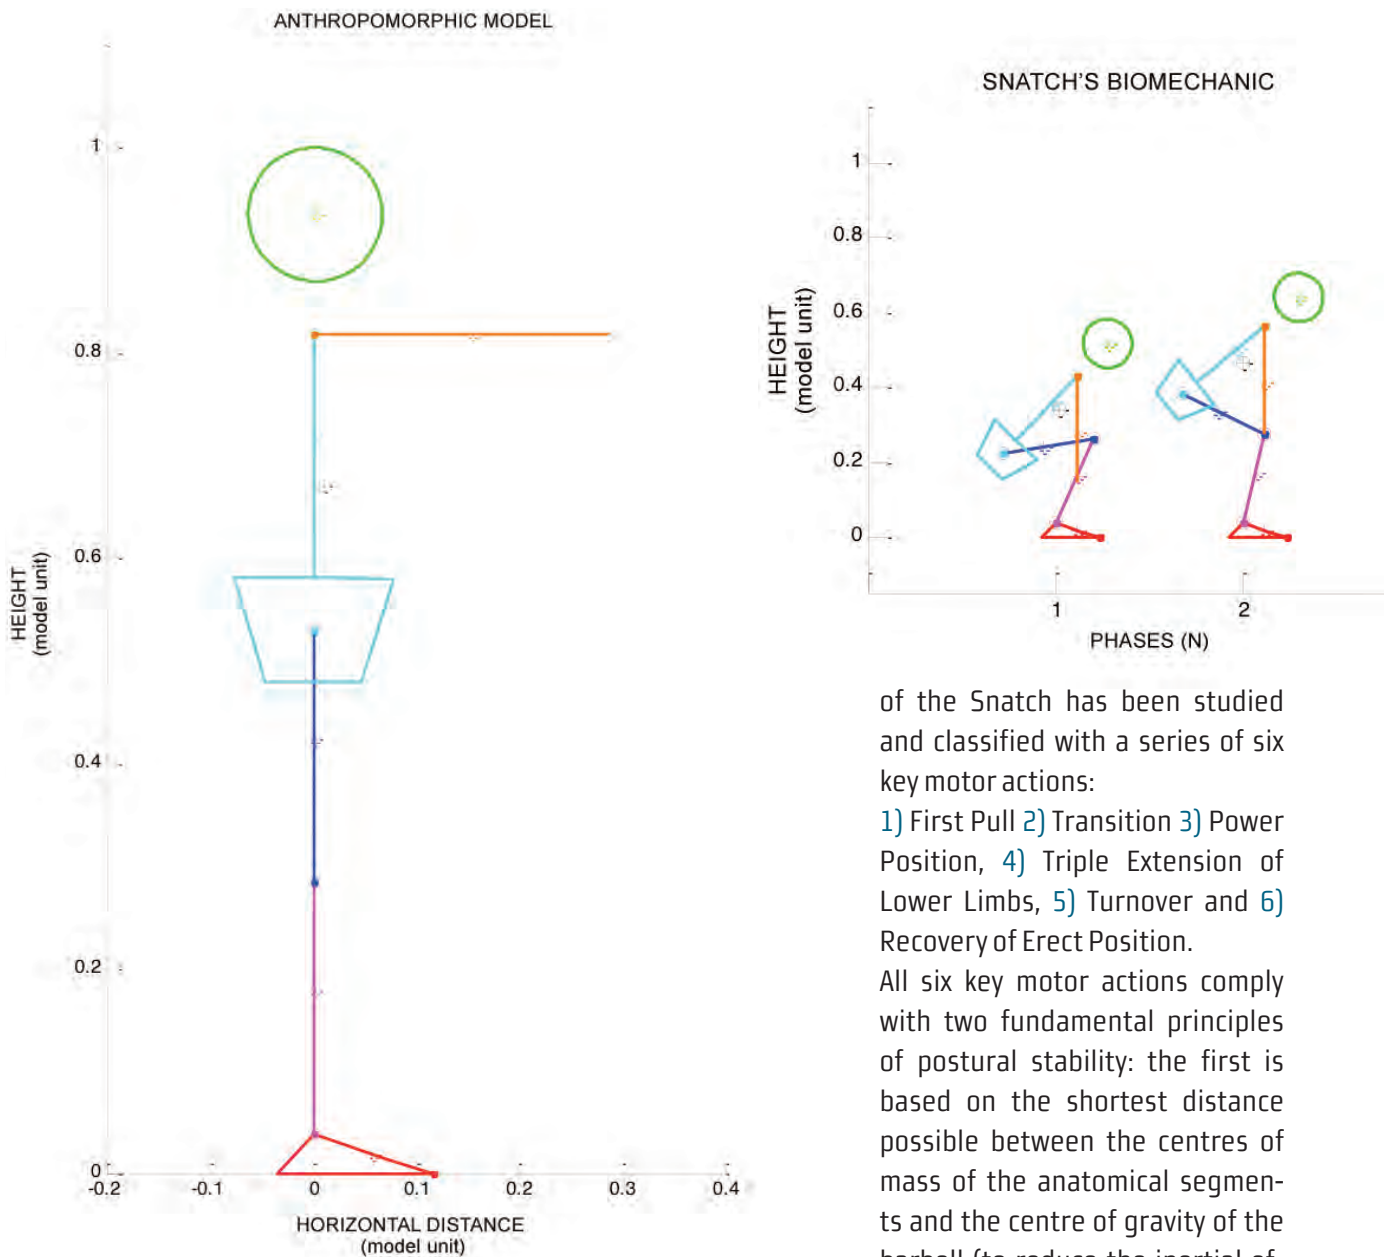 ANTHROPOMORPHIC MODEL
1
0.8
0.6
0.4
0.2
0
HEIGHT
(model unit)
-0.2
-0.1
0
0.1
0.2
0.3
0.4
HORIZONTAL DISTANCE
(model unit)
SNATCH'S BIOMECHANIC
1
0.8
0.6
0.4
0.2
0
HEIGHT
(model unit)
1
2
PHASES (N)
of the Snatch has been studied
and classified with a series of six
key motor actions:
1) First Pull 2) Transition 3) Power
Position, 4) Triple Extension of
Lower Limbs, 5) Turnover and 6)
Recovery of Erect Position.
All six key motor actions comply
with two fundamental principles
of postural stability: the first is
based on the shortest distance
possible between the centres of
mass of the anatomical segmen-
ts and the centre of gravity of the
barbell (to reduce the inertial ef-